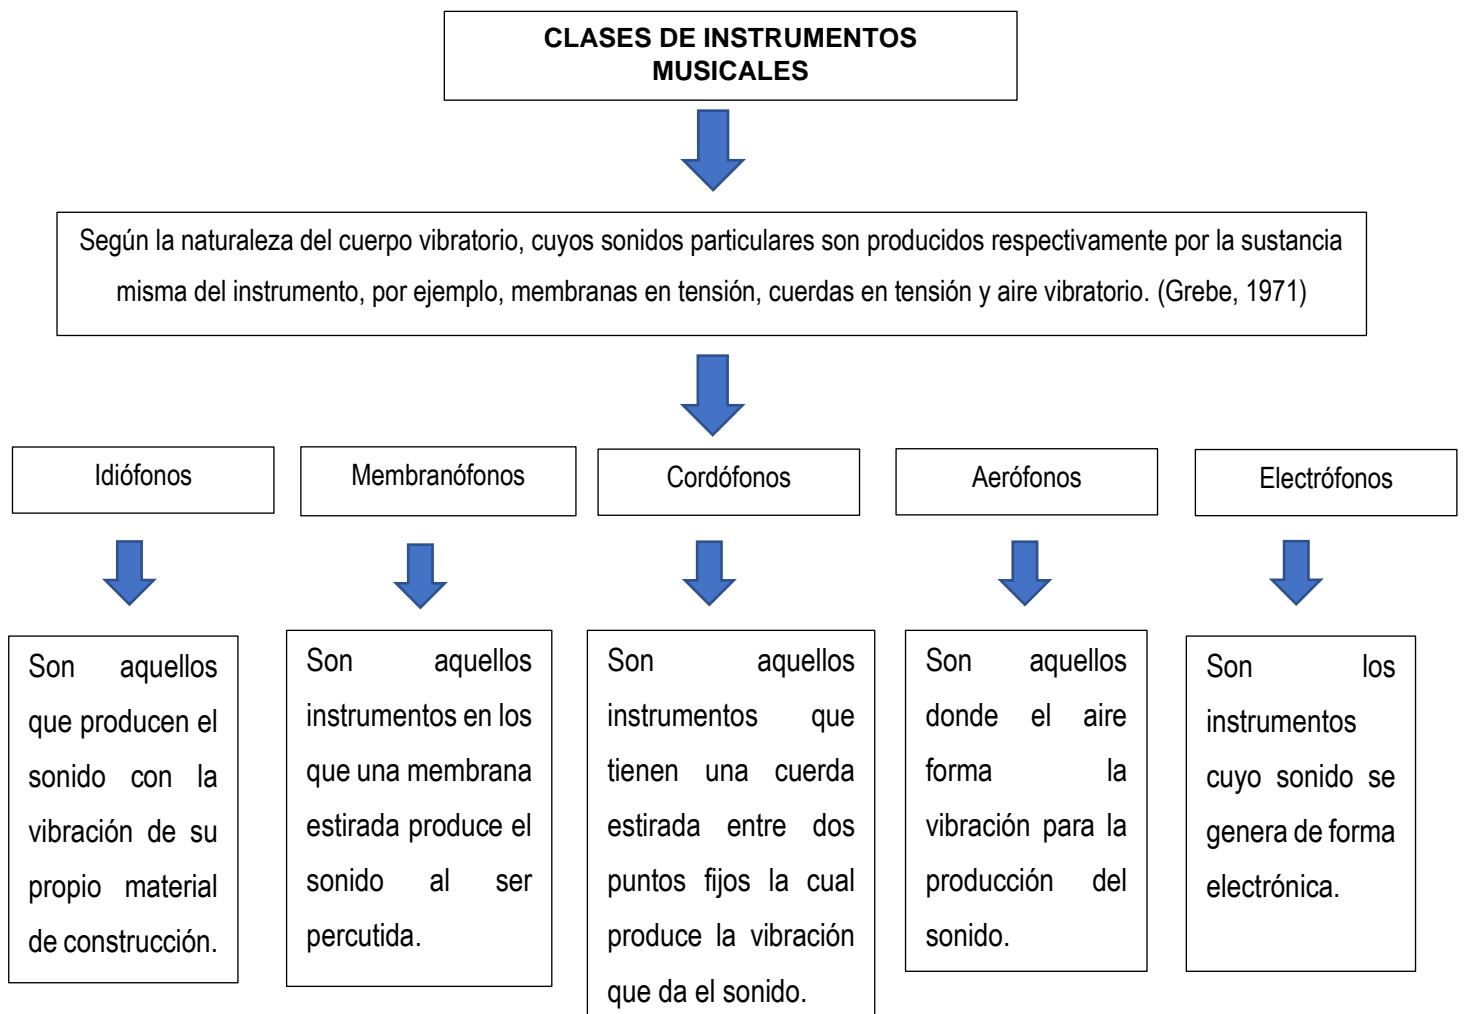 CLASES DE INSTRUMENTOS
MUSICALES
Según la naturaleza del cuerpo vibratorio, cuyos sonidos particulares son producidos respectivamente por la sustancia
misma del instrumento, por ejemplo, membranas en tensión, cuerdas en tensión y aire vibratorio. (Grebe, 1971)
Idiófonos
Membranófonos
Cordófonos
Aerófonos
Electrófonos
Son aquellos
que producen el
sonido con la
vibración de su
propio material
de construcción.
Son aquellos
instrumentos en los
que una membrana
estirada produce el
sonido al ser
percutida.
Son aquellos
instrumentos que
tienen una cuerda
estirada entre dos
puntos fijos la cual
produce la vibración
que da el sonido.
Son aquellos
donde el aire
forma la
vibración para la
producción del
sonido.
Son los
instrumentos
cuyo sonido se
genera de forma
electrónica.